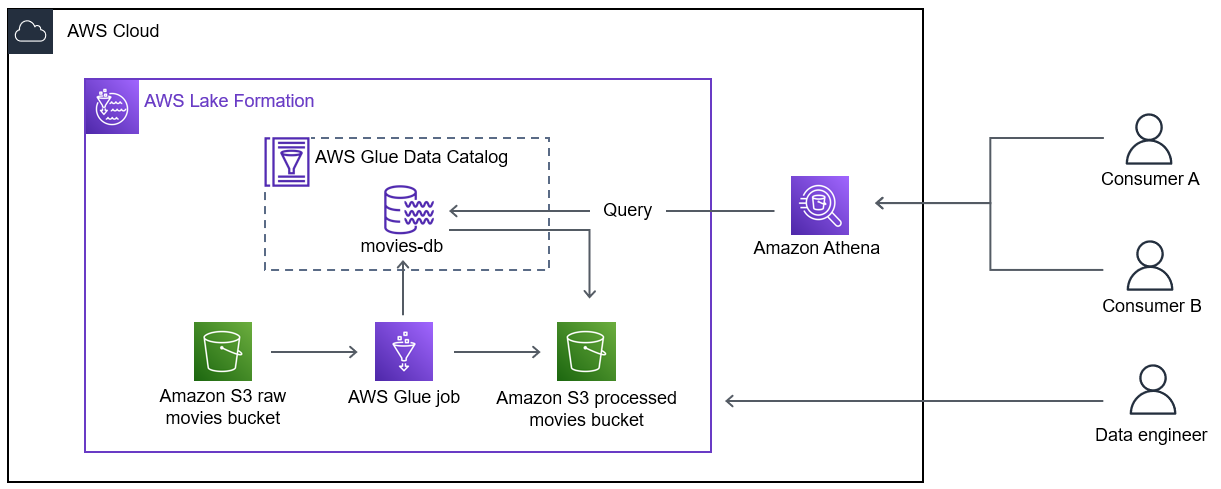 AWS Cloud
AWS Lake Formation
AWS Glue Data Catalog
movies-db
Query
Amazon Athena
Consumer A
Consumer B
Amazon S3 raw
movies bucket
AWS Glue job
Amazon S3 processed
movies bucket
Data engineer